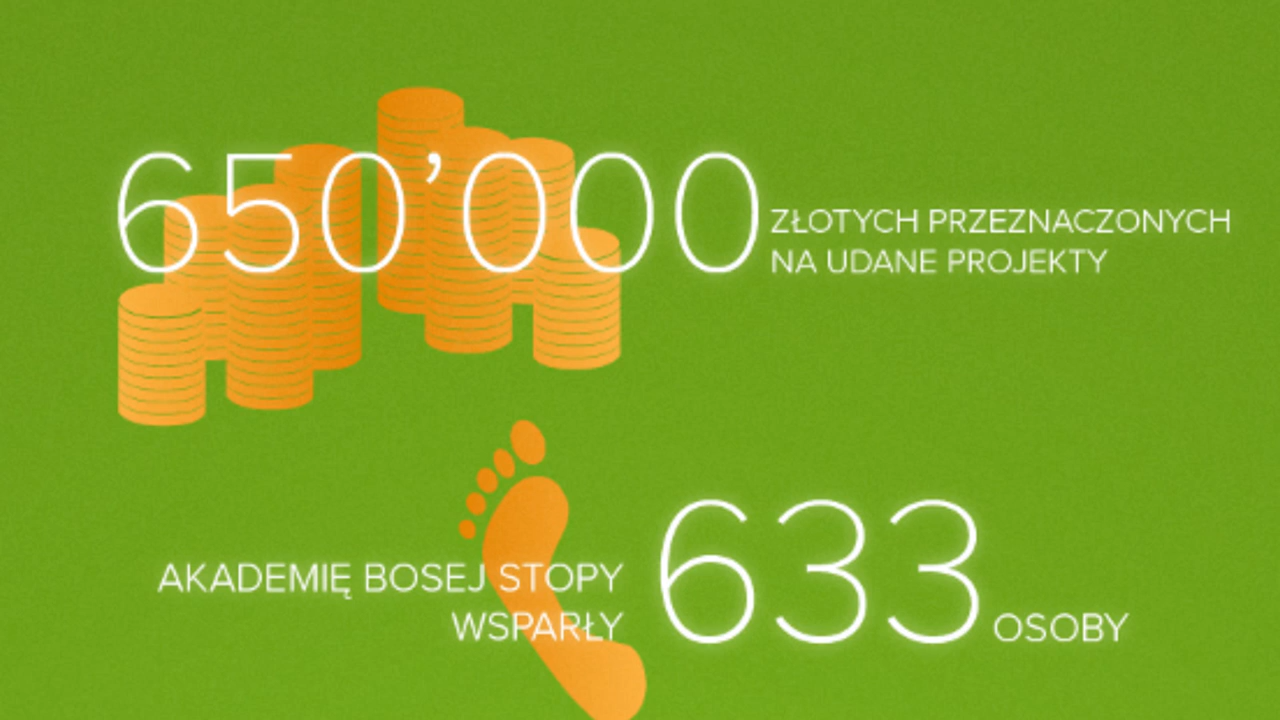 650’000
ZŁOTYCH PRZEZNACZONYCH
NA UDANE PROJEKTY
AKADEMIĘ BOSEJ STOPY
WSPARŁY
633
OSOBY